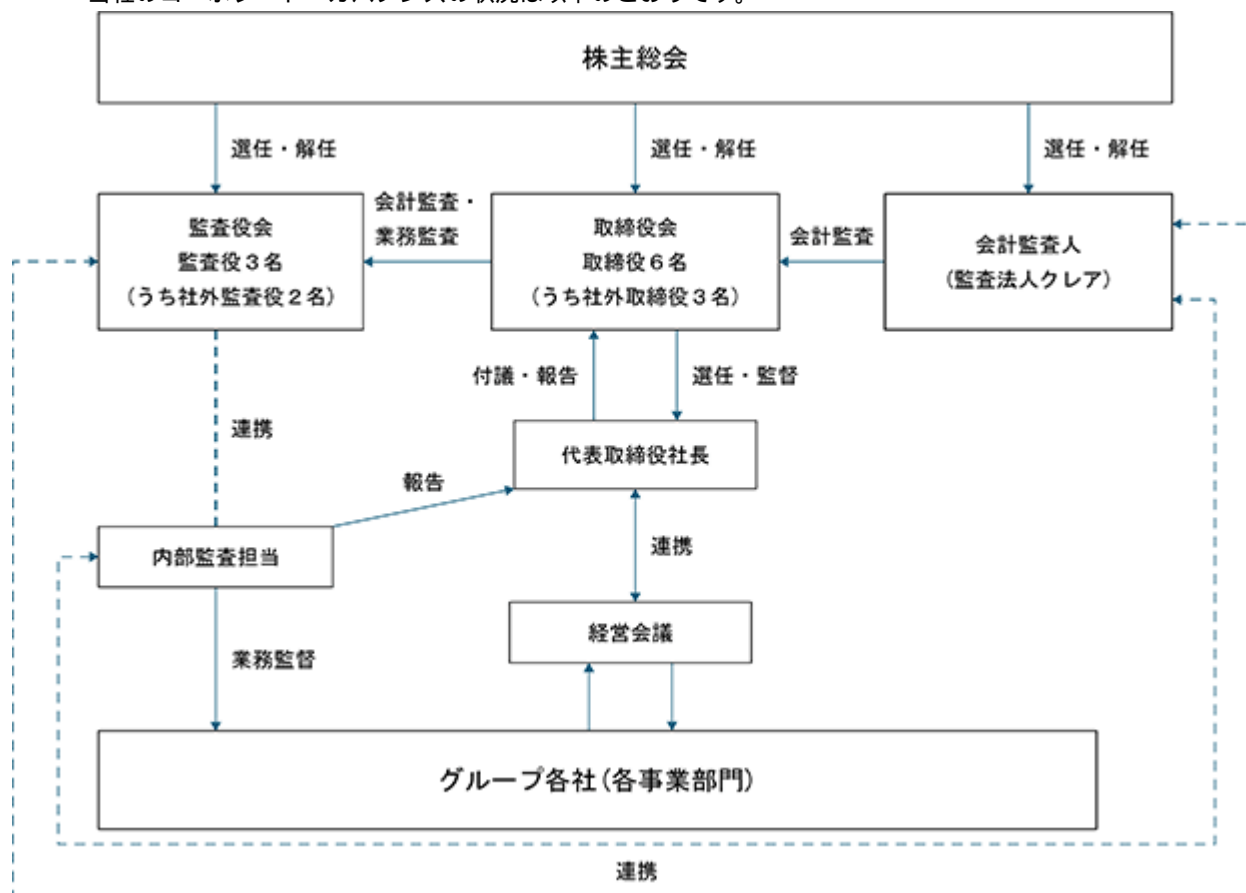 株主総会
選任・解任
選任・解任
選任・解任
監査役会
監査役３名
（うち社外監査役２名）
会計監査・
業務監査
取締役会
取締役６名
（うち社外取締役３名）
会計監査
会計監査人
（監査法人クレア）
付議・報告
選任・監督
連携
代表取締役社長
報告
内部監査担当
連携
経営会議
業務監督
グループ各社（各事業部門）
連携